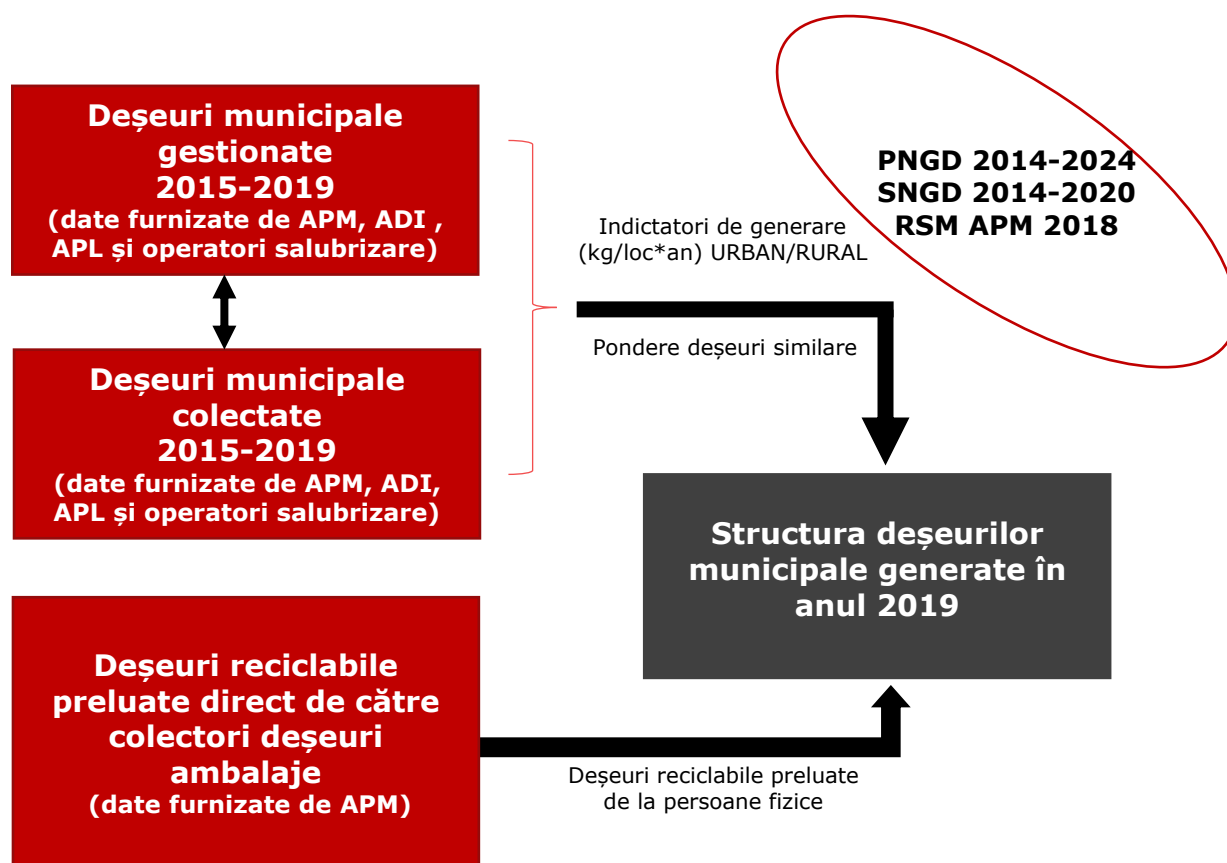 Deșeuri municipale
gestionate
2015-2019
(date furnizate de APM, ADI ,
APL și operatori salubrizare)
Deșeuri municipale
colectate
2015-2019
(date furnizate de APM, ADI,
APL și operatori salubrizare)
Deșeuri reciclabile
preluate direct de către
colectori deșeuri
ambalaje
(date furnizate de APM)
Indictatori de generare
(kg/loc*an) URBAN/RURAL
Pondere deșeuri similare
PNGD 2014-2024
SNGD 2014-2020
RSM APM 2018
Structura deșeurilor
municipale generate în
anul 2019
Deșeuri reciclabile preluate
de la persoane fizice